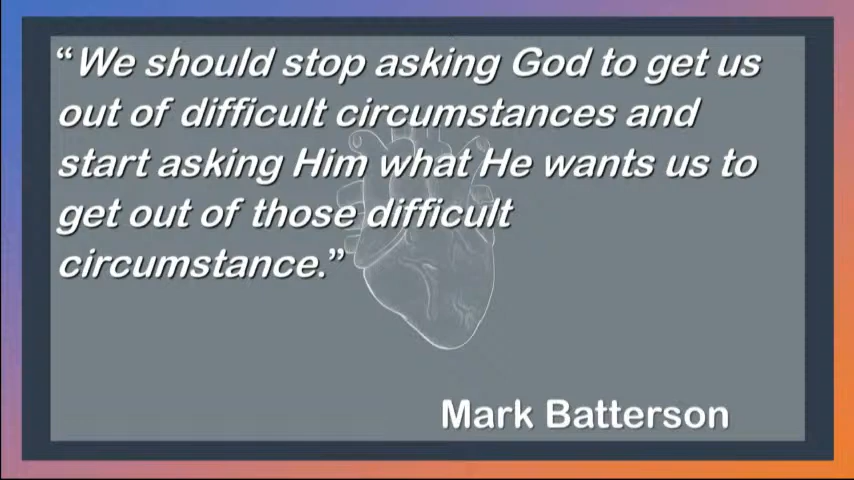 “We should stop asking God to get us
out of difficult circumstances and
start asking Him what He wants us to
get out of those difficult
circumstance.”
Mark Batterson